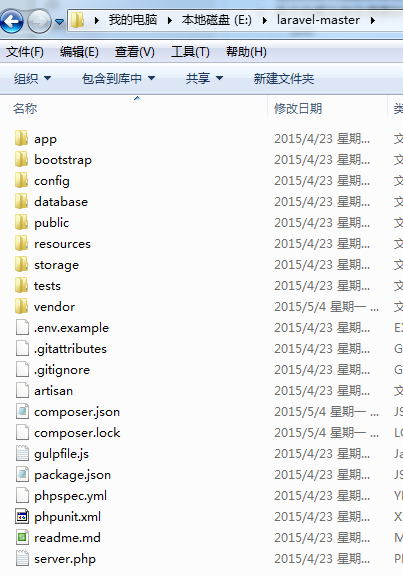 我的电脑 ▸ 本地磁盘 (E:) ▸ laravel-master ▸
文件(F) 编辑(E) 查看(V) 工具(T) 帮助(H)
组织 包含到库中 共享 新建文件夹
名称 修改日期
app 2015/4/23 星期... 文
bootstrap 2015/4/23 星期... 文
config 2015/4/23 星期... 文
database 2015/4/23 星期... 文
public 2015/4/23 星期... 文
resources 2015/4/23 星期... 文
storage 2015/4/23 星期... 文
tests 2015/4/23 星期... 文
vendor 2015/5/4 星期一 ... 文
.env.example 2015/4/23 星期...
.gitattributes 2015/4/23 星期... G
.gitignore 2015/4/23 星期... G
artisan 2015/4/23 星期... 文
composer.json 2015/5/4 星期一 ... JS
composer.lock 2015/5/4 星期一 ... LO
gulpfile.js 2015/4/23 星期... Ja
package.json 2015/4/23 星期... JS
phpspec.yml 2015/4/23 星期... YI
phpunit.xml 2015/4/23 星期... X
readme.md 2015/4/23 星期... M
server.php 2015/4/23 星期... PI